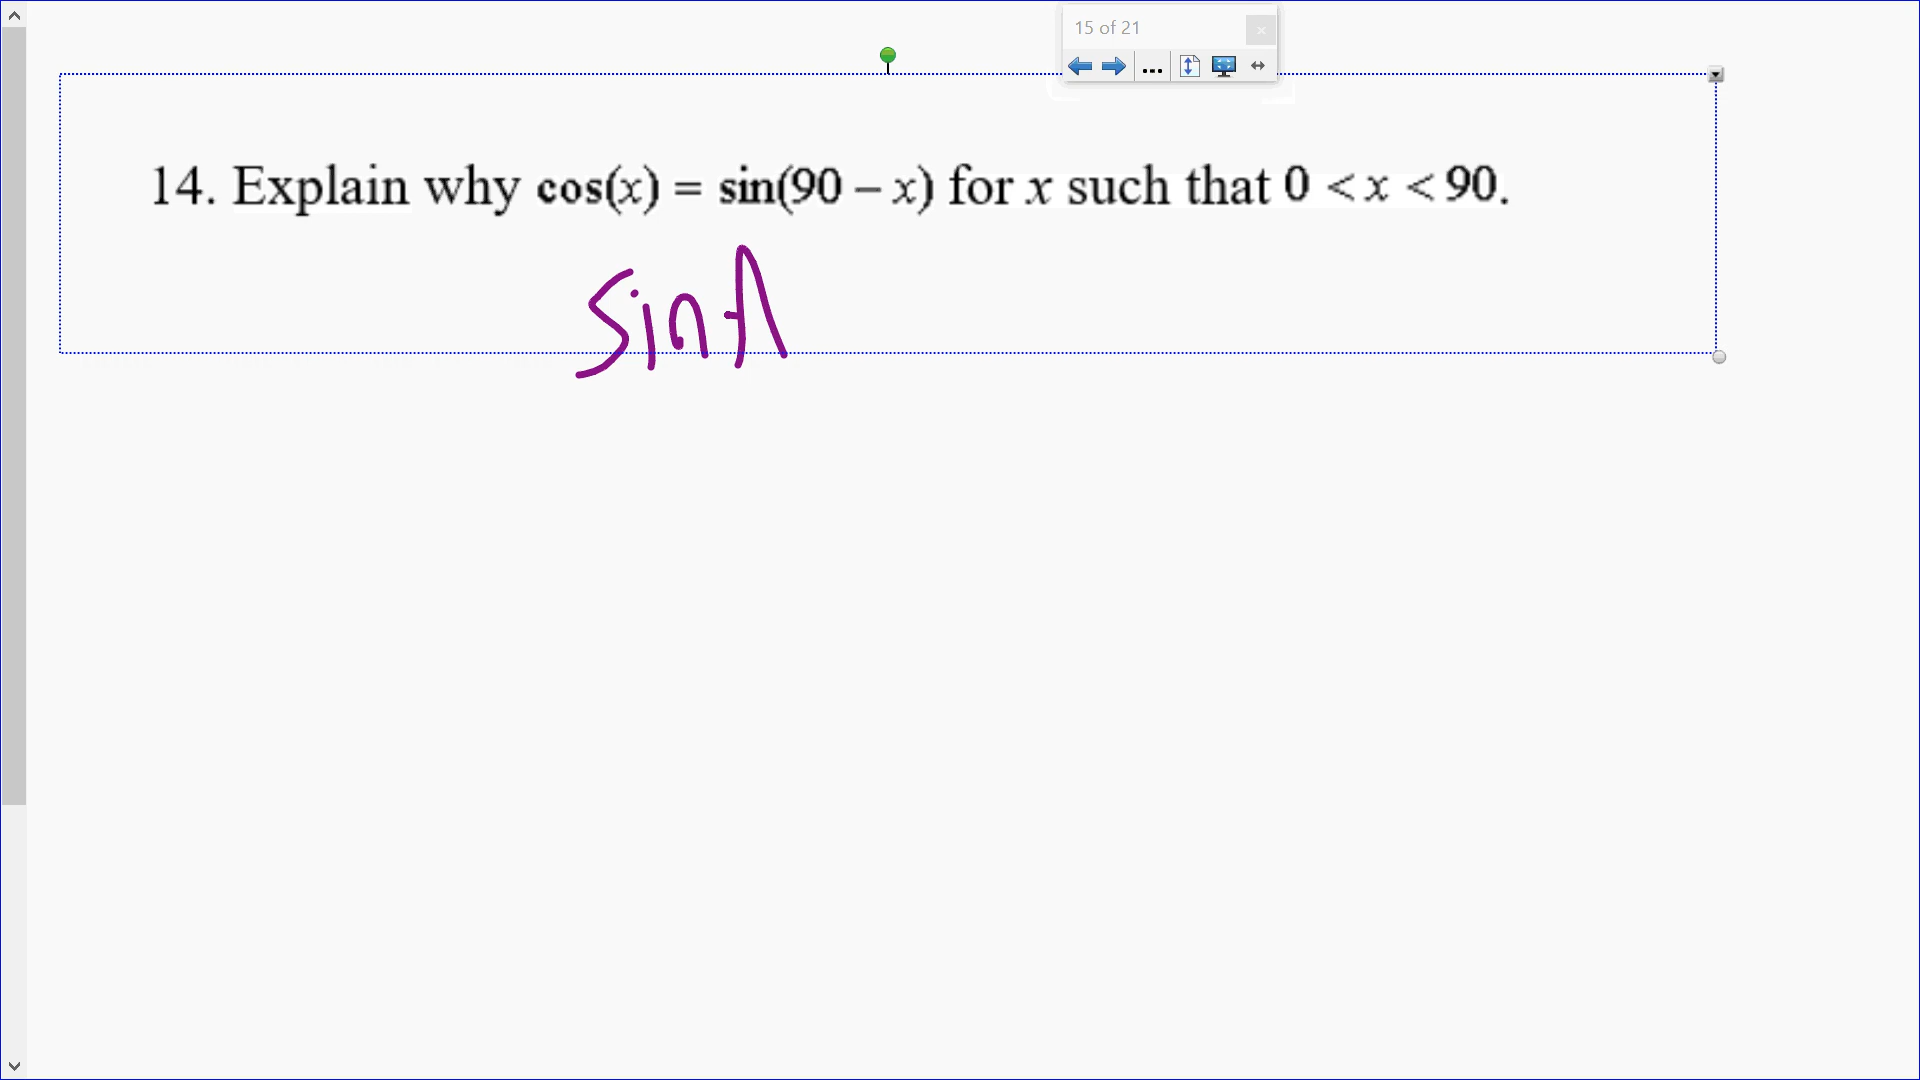 15 of 21
14. Explain why cos(x) = sin(90 – x) for x such that 0 < x < 90.
sin A